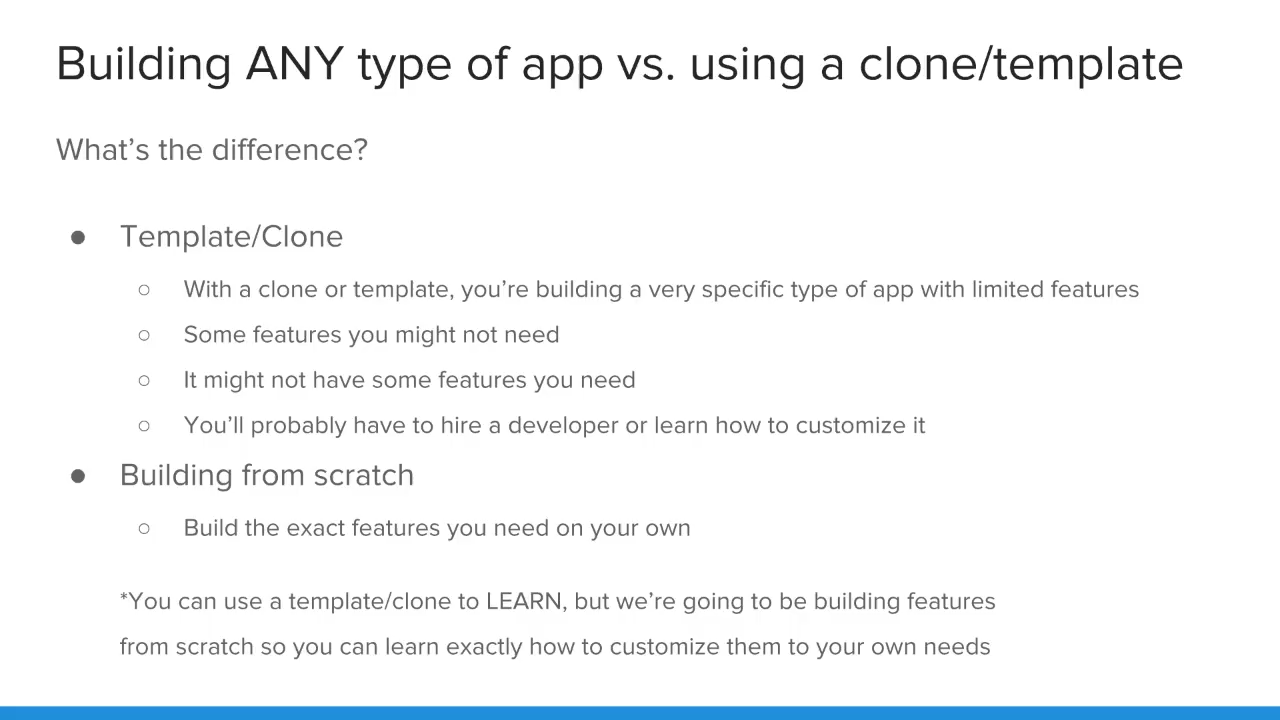 Building ANY type of app vs. using a clone/template
What’s the difference?
● Template/Clone
○ With a clone or template, you’re building a very specific type of app with limited features
○ Some features you might not need
○ It might not have some features you need
○ You’ll probably have to hire a developer or learn how to customize it
● Building from scratch
○ Build the exact features you need on your own
*You can use a template/clone to LEARN, but we’re going to be building features
from scratch so you can learn exactly how to customize them to your own needs